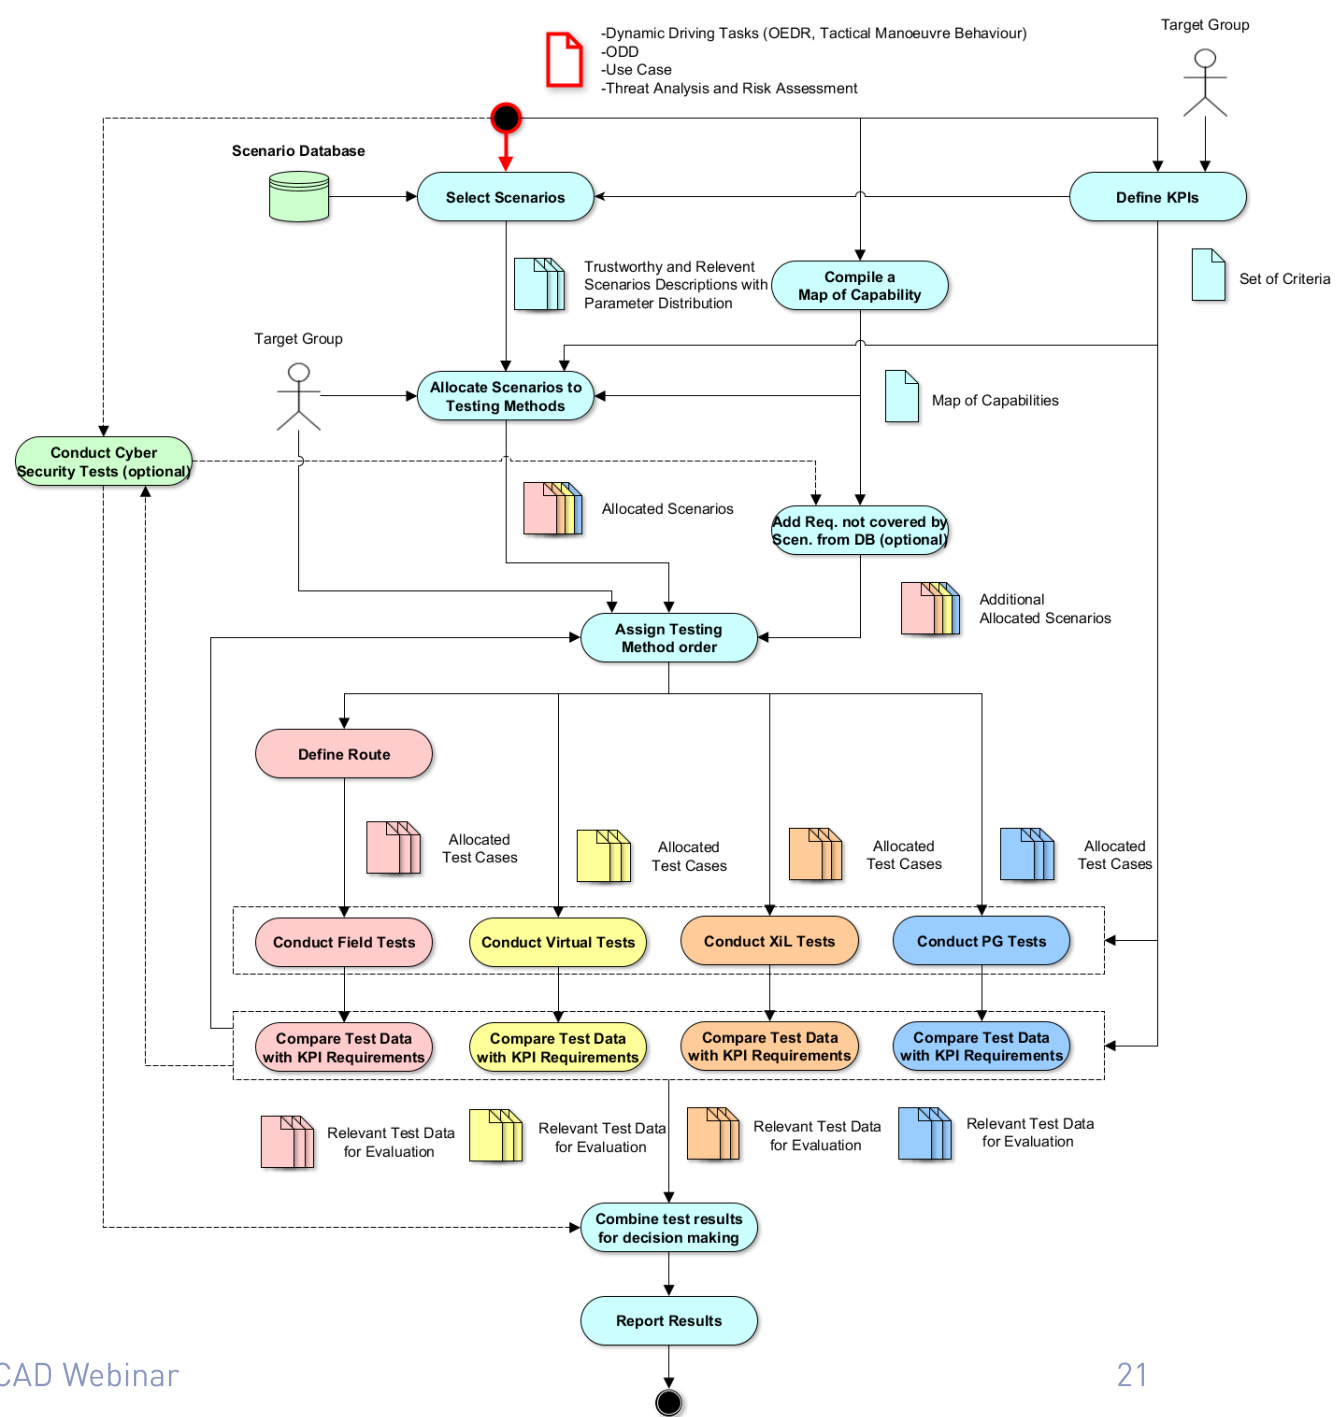 -Dynamic Driving Tasks (OEDR, Tactical Manoeuvre Behaviour)
-ODD
-Use Case
-Threat Analysis and Risk Assessment
Target Group
Scenario Database
Select Scenarios
Define KPIs
Trustworthy and Relevent
Scenarios Descriptions with
Parameter Distribution
Compile a
Map of Capability
Set of Criteria
Target Group
Allocate Scenarios to
Testing Methods
Map of Capabilities
Conduct Cyber
Security Tests (optional)
Allocated Scenarios
Add Req. not covered by
Scen. from DB (optional)
Additional
Allocated Scenarios
Assign Testing
Method order
Define Route
Allocated
Test Cases
Allocated
Test Cases
Allocated
Test Cases
Allocated
Test Cases
Conduct Field Tests
Conduct Virtual Tests
Conduct XiL Tests
Conduct PG Tests
Compare Test Data
with KPI Requirements
Compare Test Data
with KPI Requirements
Compare Test Data
with KPI Requirements
Compare Test Data
with KPI Requirements
Relevant Test Data
for Evaluation
Relevant Test Data
for Evaluation
Relevant Test Data
for Evaluation
Relevant Test Data
for Evaluation
Combine test results
for decision making
Report Results
CAD Webinar
21